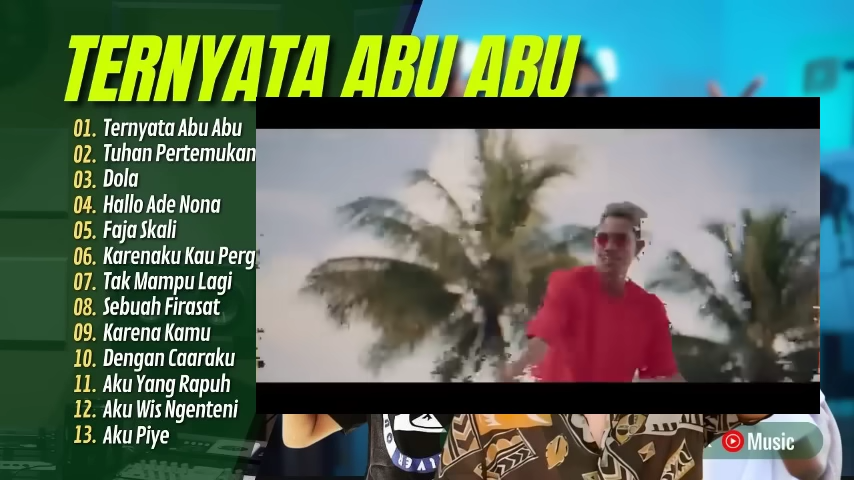 TERNYATA ABU ABU
01. Ternyata Abu Abu
02. Tuhan Pertemukan
03. Dola
04. Hallo Ade Nona
05. Faja Skali
06. Karenaku Kau Perg
07. Tak Mampu Lagi
08. Sebuah Firasat
09. Karena Kamu
10. Dengan Caaraku
11. Aku Yang Rapuh
12. Aku Wis Ngenteni
13. Aku Piye
Music